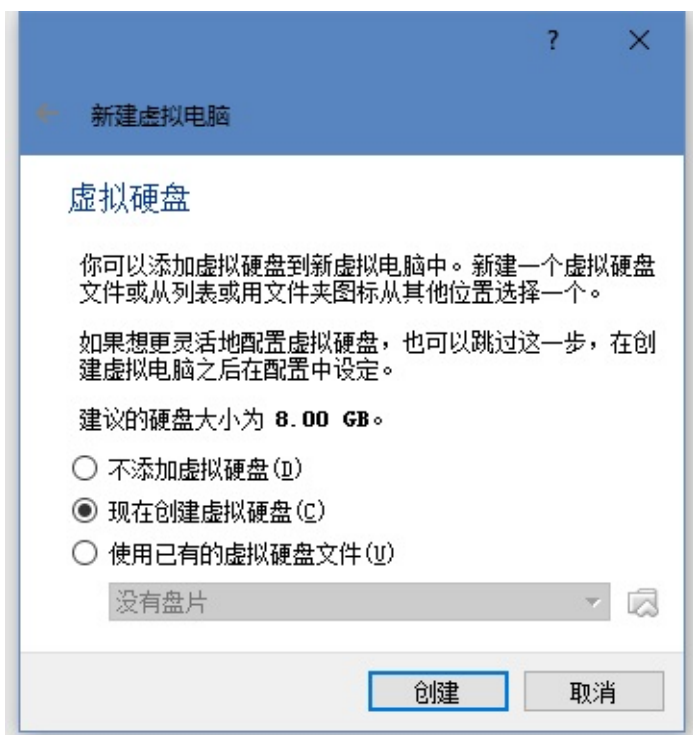 ?
新建虚拟电脑
虚拟硬盘
你可以添加虚拟硬盘到新虚拟电脑中。新建一个虚拟硬盘
文件或从列表或用文件夹图标从其他位置选择一个。
如果想更灵活地配置虚拟硬盘，也可以跳过这一步，在创
建虚拟电脑之后在配置中设定。
建议的硬盘大小为 8.00 GB。
不添加虚拟硬盘(D)
现在创建虚拟硬盘(C)
使用已有的虚拟硬盘文件(U)
没有盘片
创建 取消